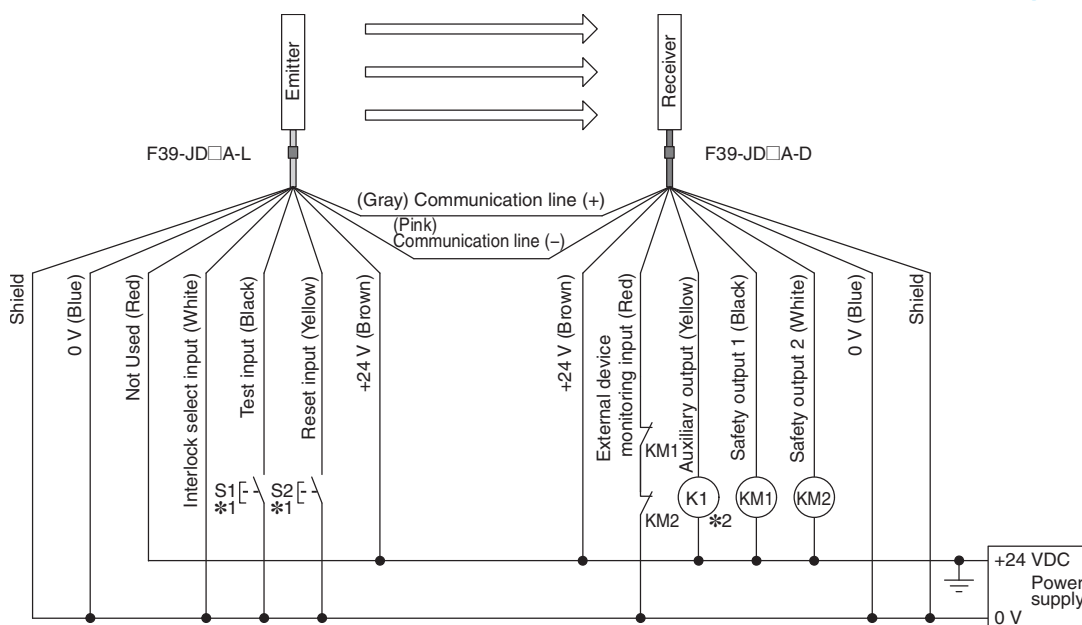 Emitter
Receiver
F39-JD□A-L
F39-JD□A-D
(Gray) Communication line (+)
(Pink)
Communication line (−)
Shield
0 V (Blue)
Not Used (Red)
Interlock select input (White)
Test input (Black)
Reset input (Yellow)
+24 V (Brown)
+24 V (Brown)
External device
monitoring input (Red)
Auxiliary output (Yellow)
Safety output 1 (Black)
Safety output 2 (White)
0 V (Blue)
Shield
S1
*1
S2
*1
KM1
KM2
K1
*2
KM1
KM2
+24 VDC
Power
supply
0 V